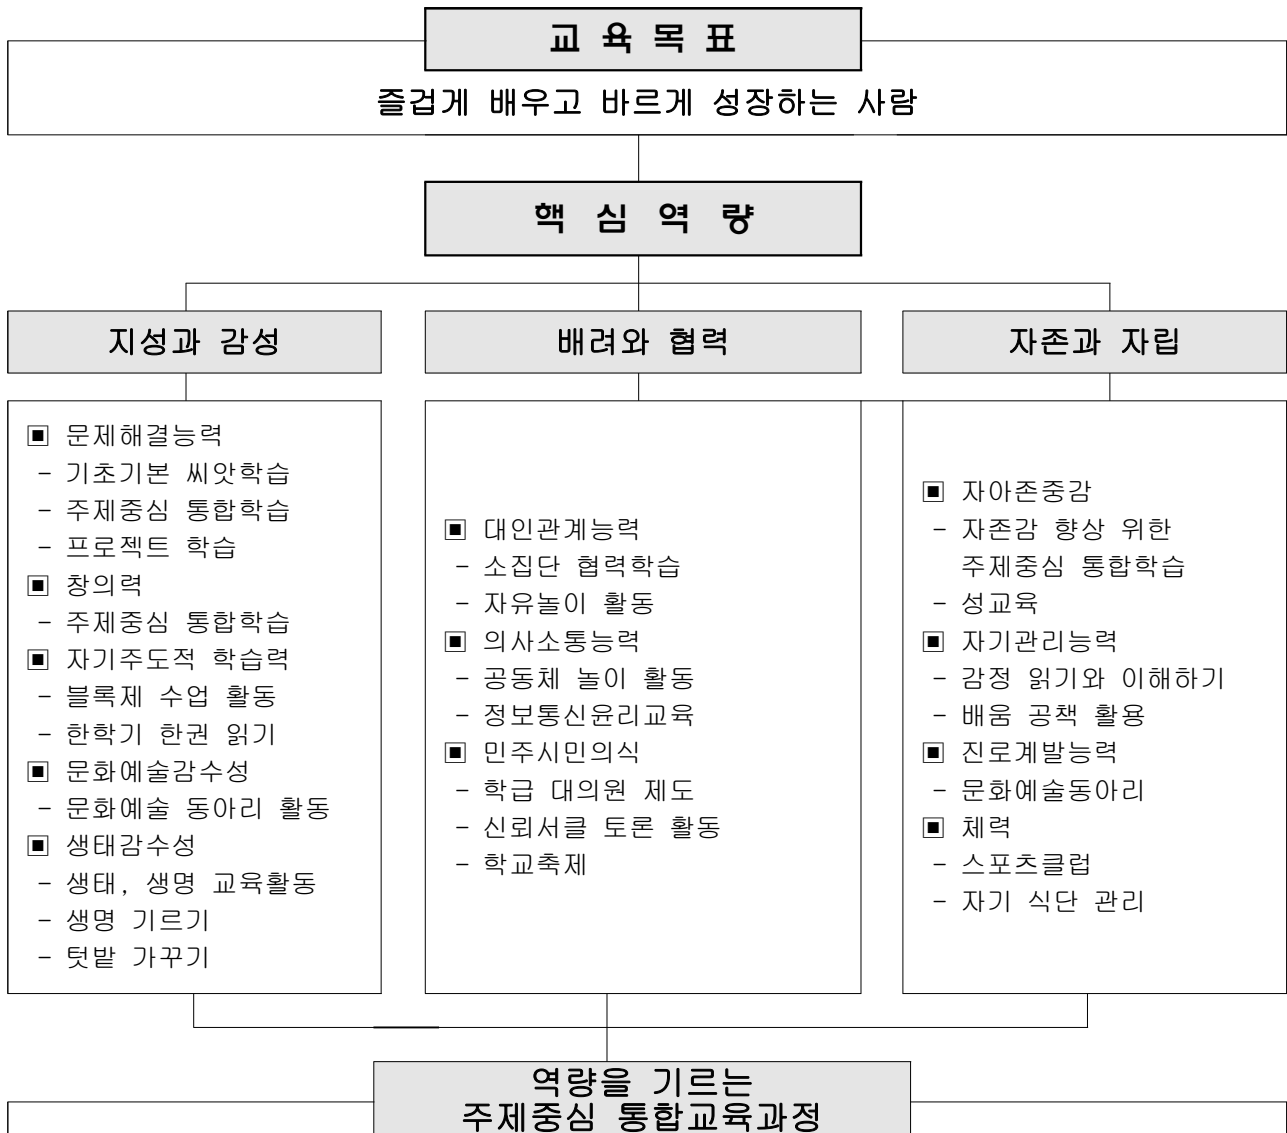 교 육 목 표
즐겁게 배우고 바르게 성장하는 사람
핵 심 역 량
지성과 감성
▣ 문제해결능력
- 기초기본 씨앗학습
- 주제중심 통합학습
- 프로젝트 학습
▣ 창의력
- 주제중심 통합학습
▣ 자기주도적 학습력
- 블록제 수업 활동
- 한학기 한권 읽기
▣ 문화예술감수성
- 문화예술 동아리 활동
▣ 생태감수성
- 생태, 생명 교육활동
- 생명 기르기
- 텃밭 가꾸기
배려와 협력
▣ 대인관계능력
- 소집단 협력학습
- 자유놀이 활동
▣ 의사소통능력
- 공동체 놀이 활동
- 정보통신윤리교육
▣ 민주시민의식
- 학급 대의원 제도
- 신뢰서클 토론 활동
- 학교축제
자존과 자립
▣ 자아존중감
- 자존감 향상 위한
주제중심 통합학습
- 성교육
▣ 자기관리능력
- 감정 읽기와 이해하기
- 배움 공책 활용
▣ 진로계발능력
- 문화예술동아리
▣ 체력
- 스포츠클럽
- 자기 식단 관리
역량을 기르는
주제중심 통합교육과정